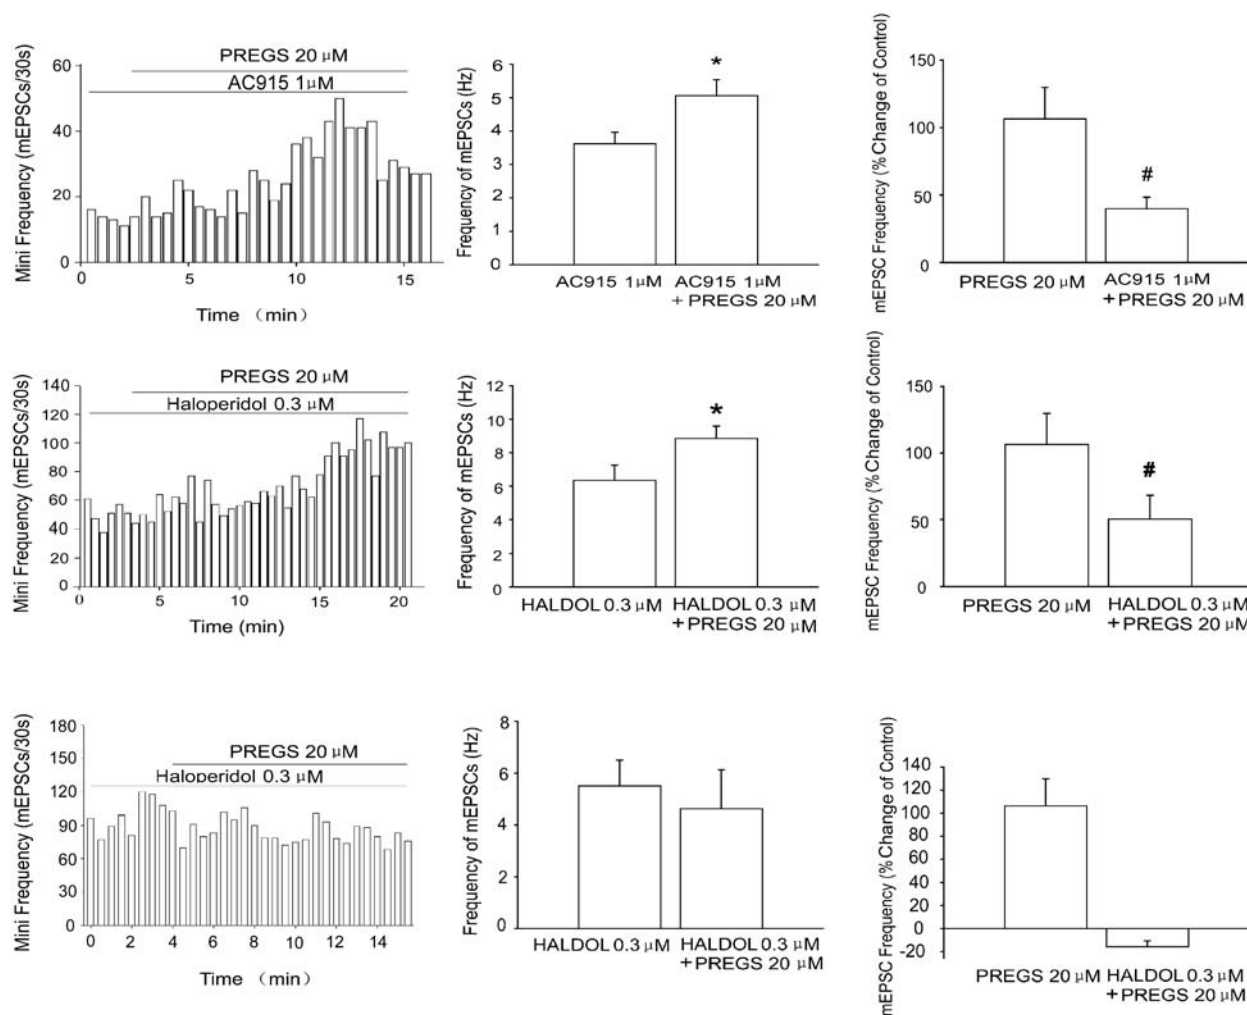 PREGS 20 μM
AC915 1μM
Mini Frequency (mEPSCs/30s)
60
40
20
0
0
5
10
15
Time （min）
Frequency of mEPSCs (Hz)
6
5
4
3
2
1
0
*
AC915 1μM
AC915 1μM
+ PREGS 20 μM
mEPSC Frequency (% Change of Control)
150
100
50
0
#
PREGS 20 μM
AC915 1μM
+PREGS 20 μM
PREGS 20 μM
Haloperidol 0.3 μM
Mini Frequency (mEPSCs/30s)
140
120
100
80
60
40
20
0
0
5
10
15
20
Time (min)
Frequency of mEPSCs (Hz)
12
10
8
6
4
2
0
*
HALDOL 0.3 μM
HALDOL 0.3 μM
+PREGS 20 μM
mEPSC Frequency (% Change of Control)
150
100
50
0
#
PREGS 20 μM
HALDOL 0.3 μM
+PREGS 20 μM
PREGS 20 μM
Haloperidol 0.3 μM
Mini Frequency (mEPSCs/30s)
180
150
120
90
60
30
0
0
2
4
6
8
10
12
14
Time （min）
Frequency of mEPSCs (Hz)
8
6
4
2
0
HALDOL 0.3 μM
HALDOL 0.3 μM
+PREGS 20 μM
mEPSC Frequency (% Change of Control)
140
120
100
80
60
40
20
0
-20
PREGS 20 μM
HALDOL 0.3 μM
+PREGS 20 μM